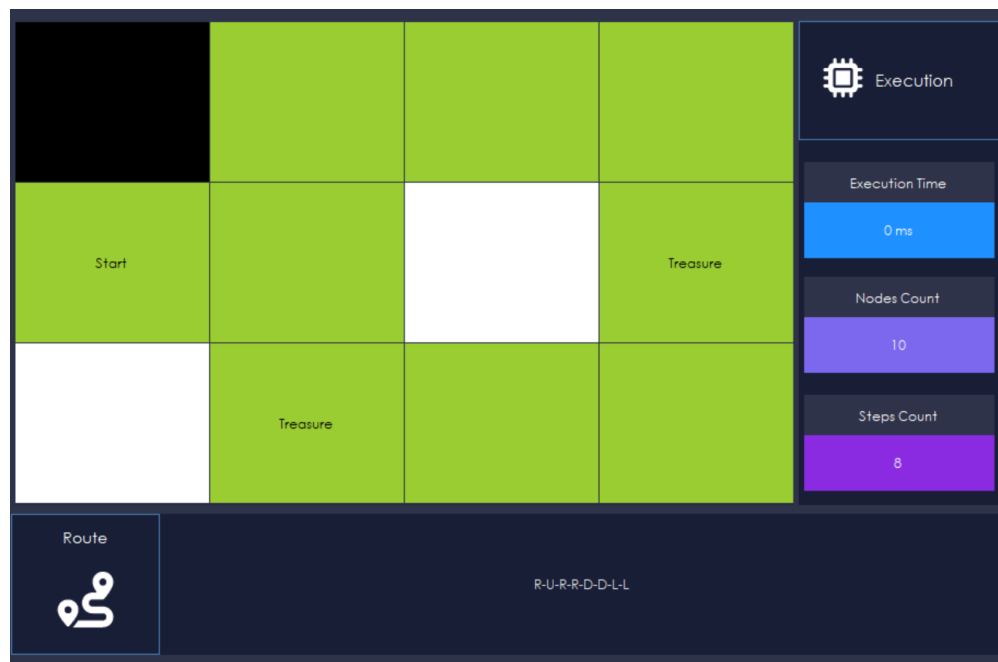 Execution
Execution Time
Start
Treasure
0 ms
Nodes Count
10
Treasure
Steps Count
8
Route
R-U-R-R-D-D-L-L